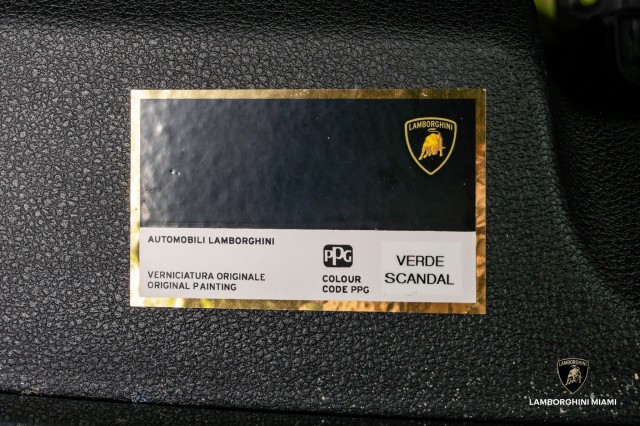 LAMBORGHINI
AUTOMOBILI LAMBORGHINI
VERNICIATURA ORIGINALE
ORIGINAL PAINTING
PPG
COLOUR
CODE PPG
VERDE
SCANDAL
LAMBORGHINI MIAMI